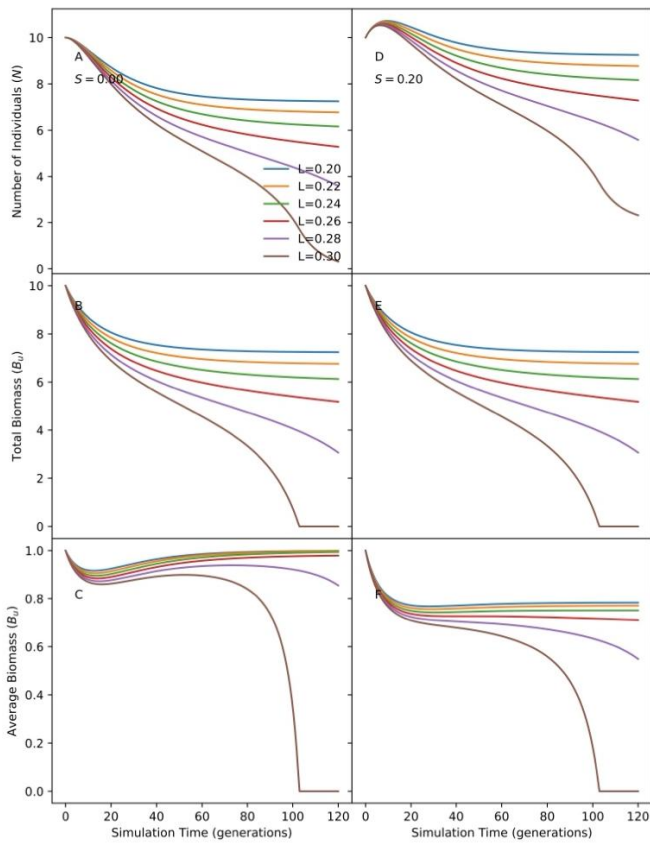 10
8
6
4
2
0
Number of Individuals (N)
A
S = 0.00
L=0.20
L=0.22
L=0.24
L=0.26
L=0.28
L=0.30
D
S = 0.20
10
8
6
4
2
0
Total Biomass (Bᵤ)
B
E
1.0
0.8
0.6
0.4
0.2
0.0
Average Biomass (Bᵤ)
C
F
0 20 40 60 80 100 120
0 20 40 60 80 100 120
Simulation Time (generations)
Simulation Time (generations)